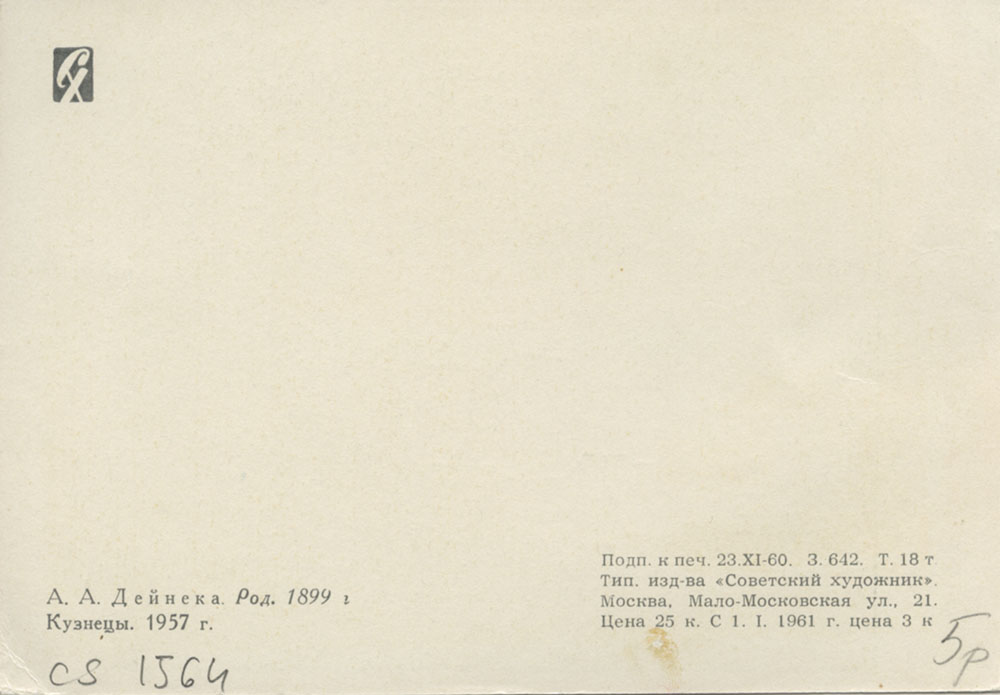 СХ
А. А. Дейнека. Род. 1899 г
Кузнецы. 1957 г.
Подп. к печ. 23.XI-60. З. 642. Т. 18 т
Тип. изд-ва «Советский художник».
Москва, Мало-Московская ул., 21.
Цена 25 к. С 1. I. 1961 г. цена 3 к
cs 1564
5р